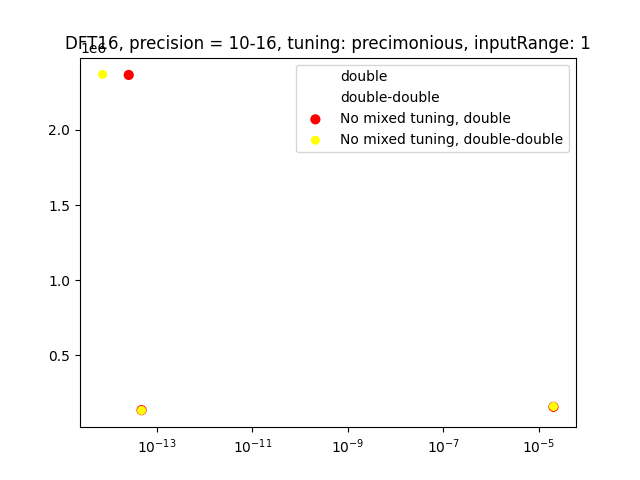 DFT16, precision = 10-16, tuning: precimonious, inputRange: 1
1e6
double
double-double
No mixed tuning, double
No mixed tuning, double-double
2.0
1.5
1.0
0.5
10⁻¹³ 10⁻¹¹ 10⁻⁹ 10⁻⁷ 10⁻⁵